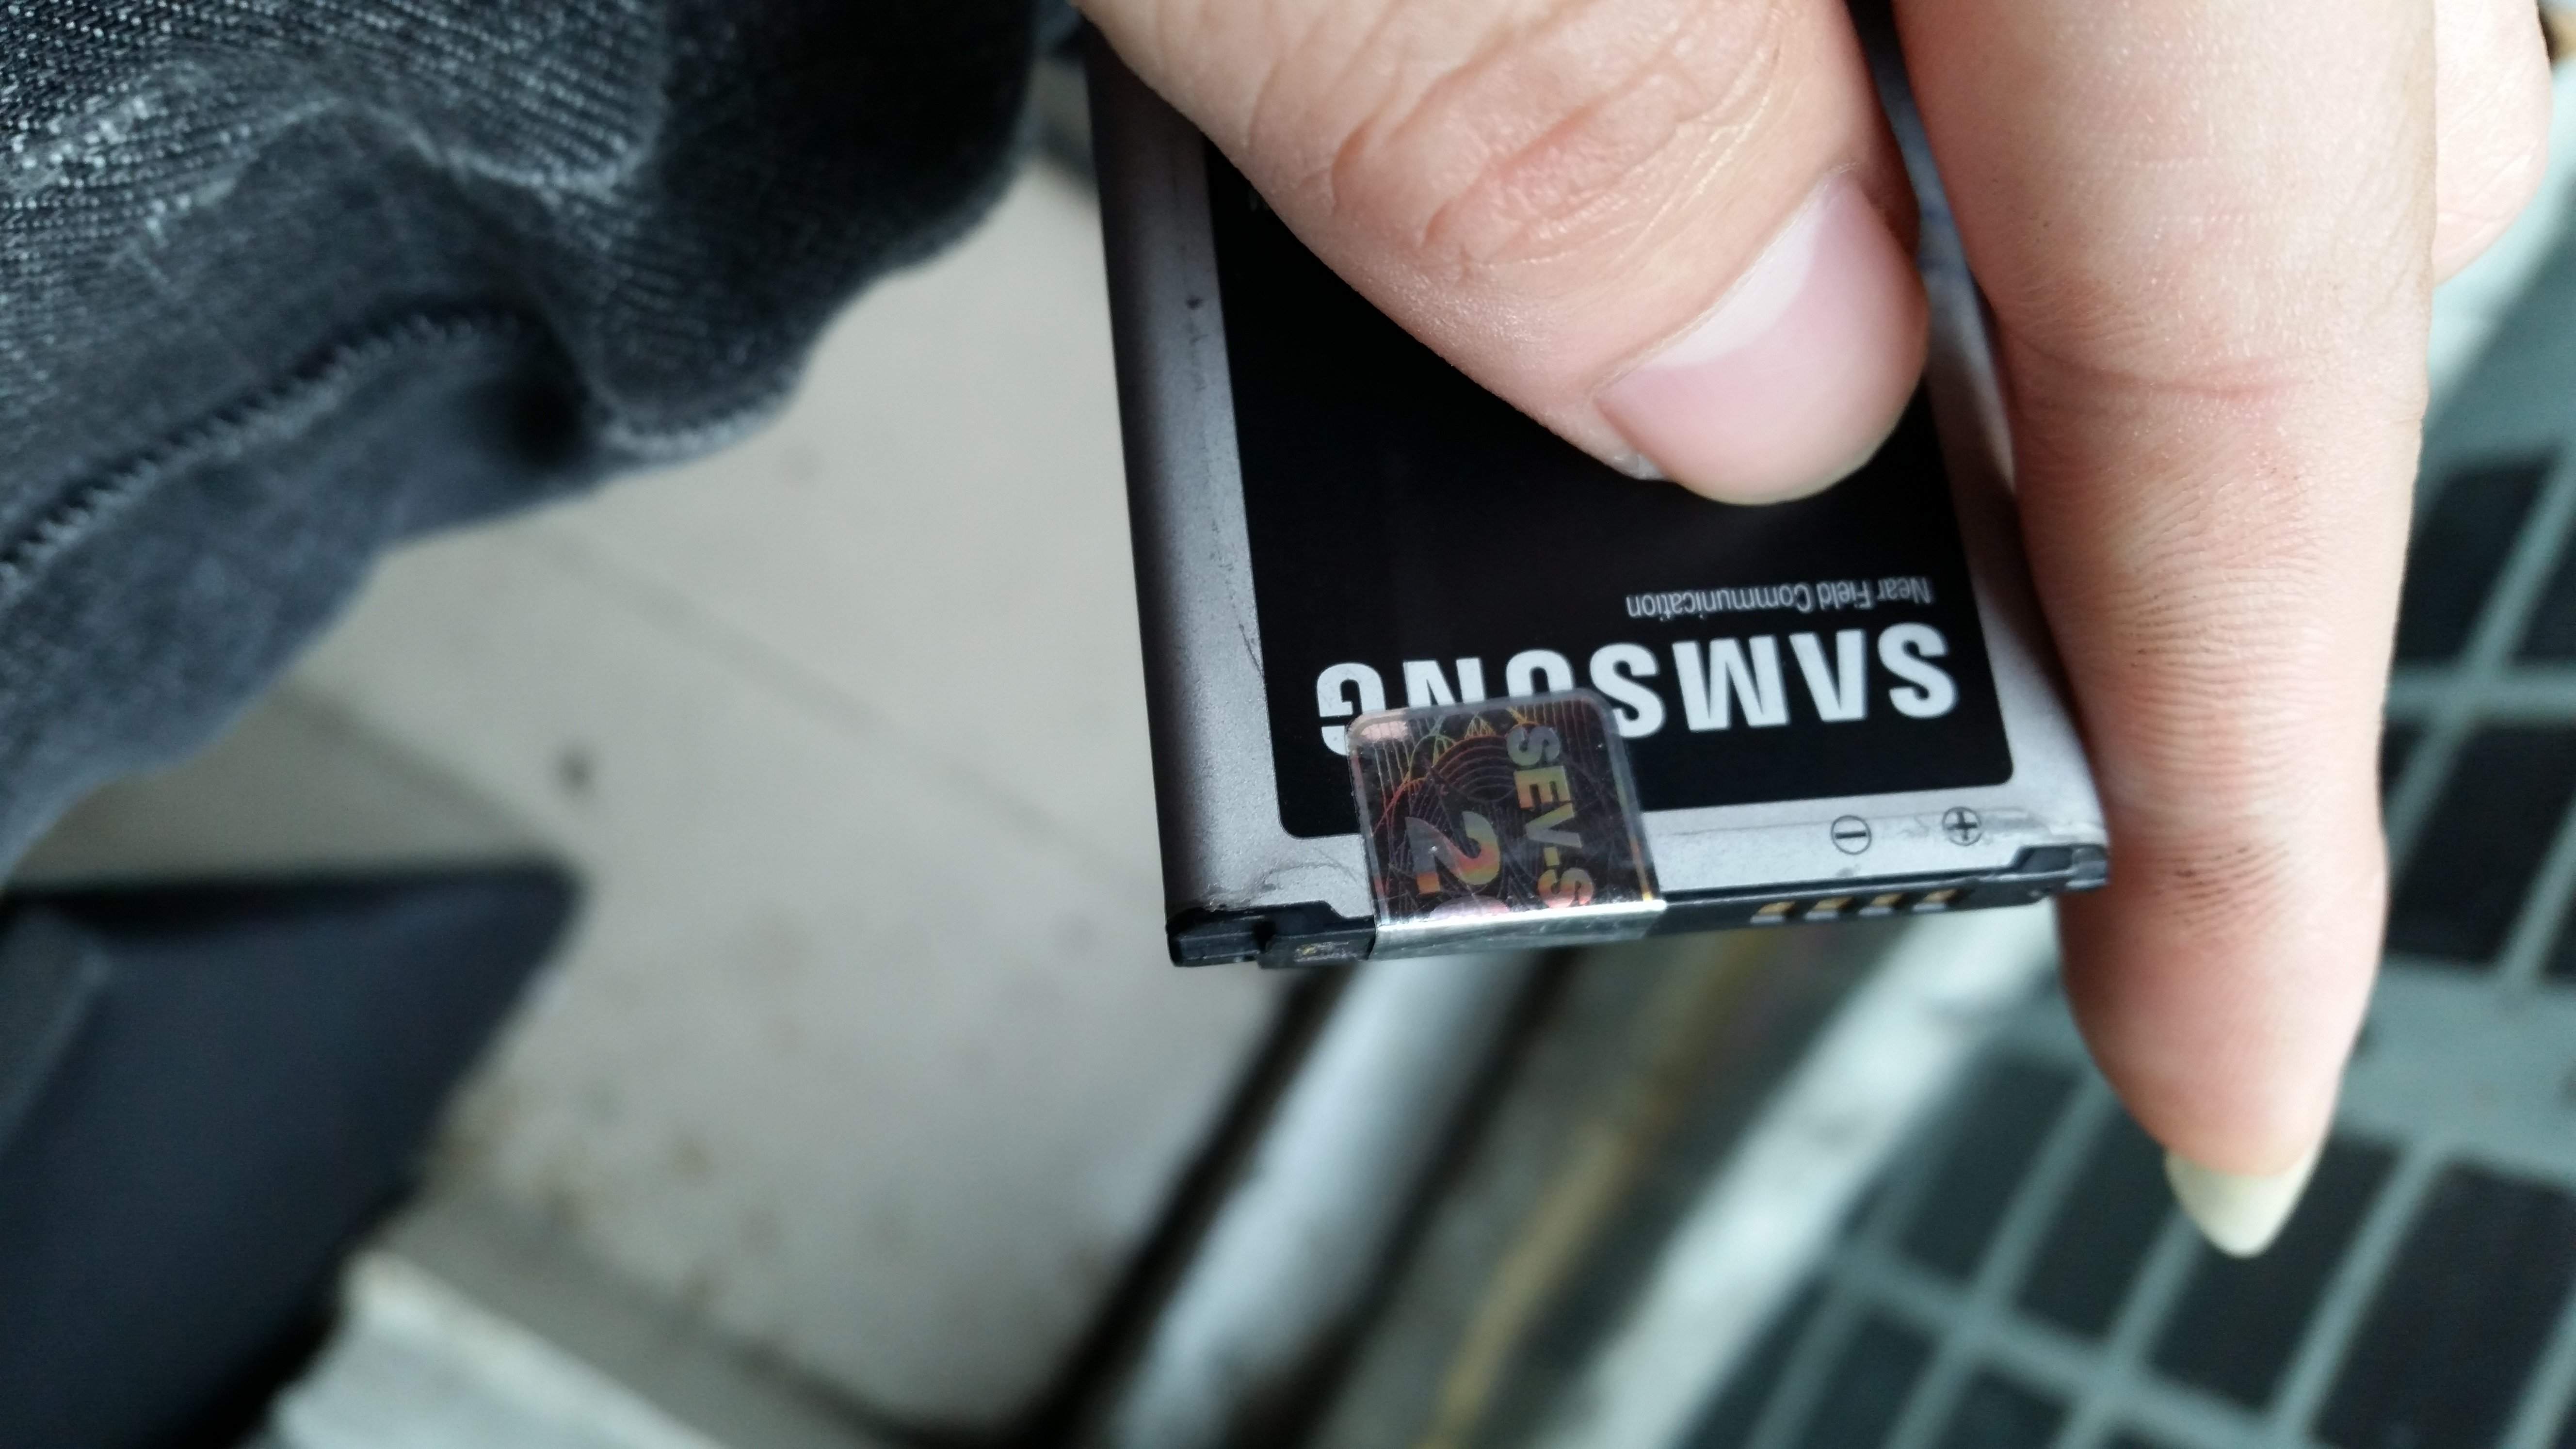 SAMSUNG
Near Field Communication
⊕ ⊖
SEV-S